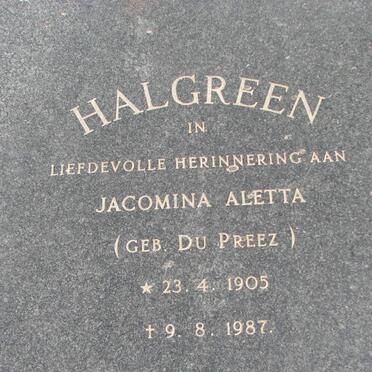 HALGREEN
IN
LIEFDEVOLLE HERINNERING AAN
JACOMINA ALETTA
(GEB. DU PREEZ)
★ 23. 4. 1905
† 9. 8. 1987.